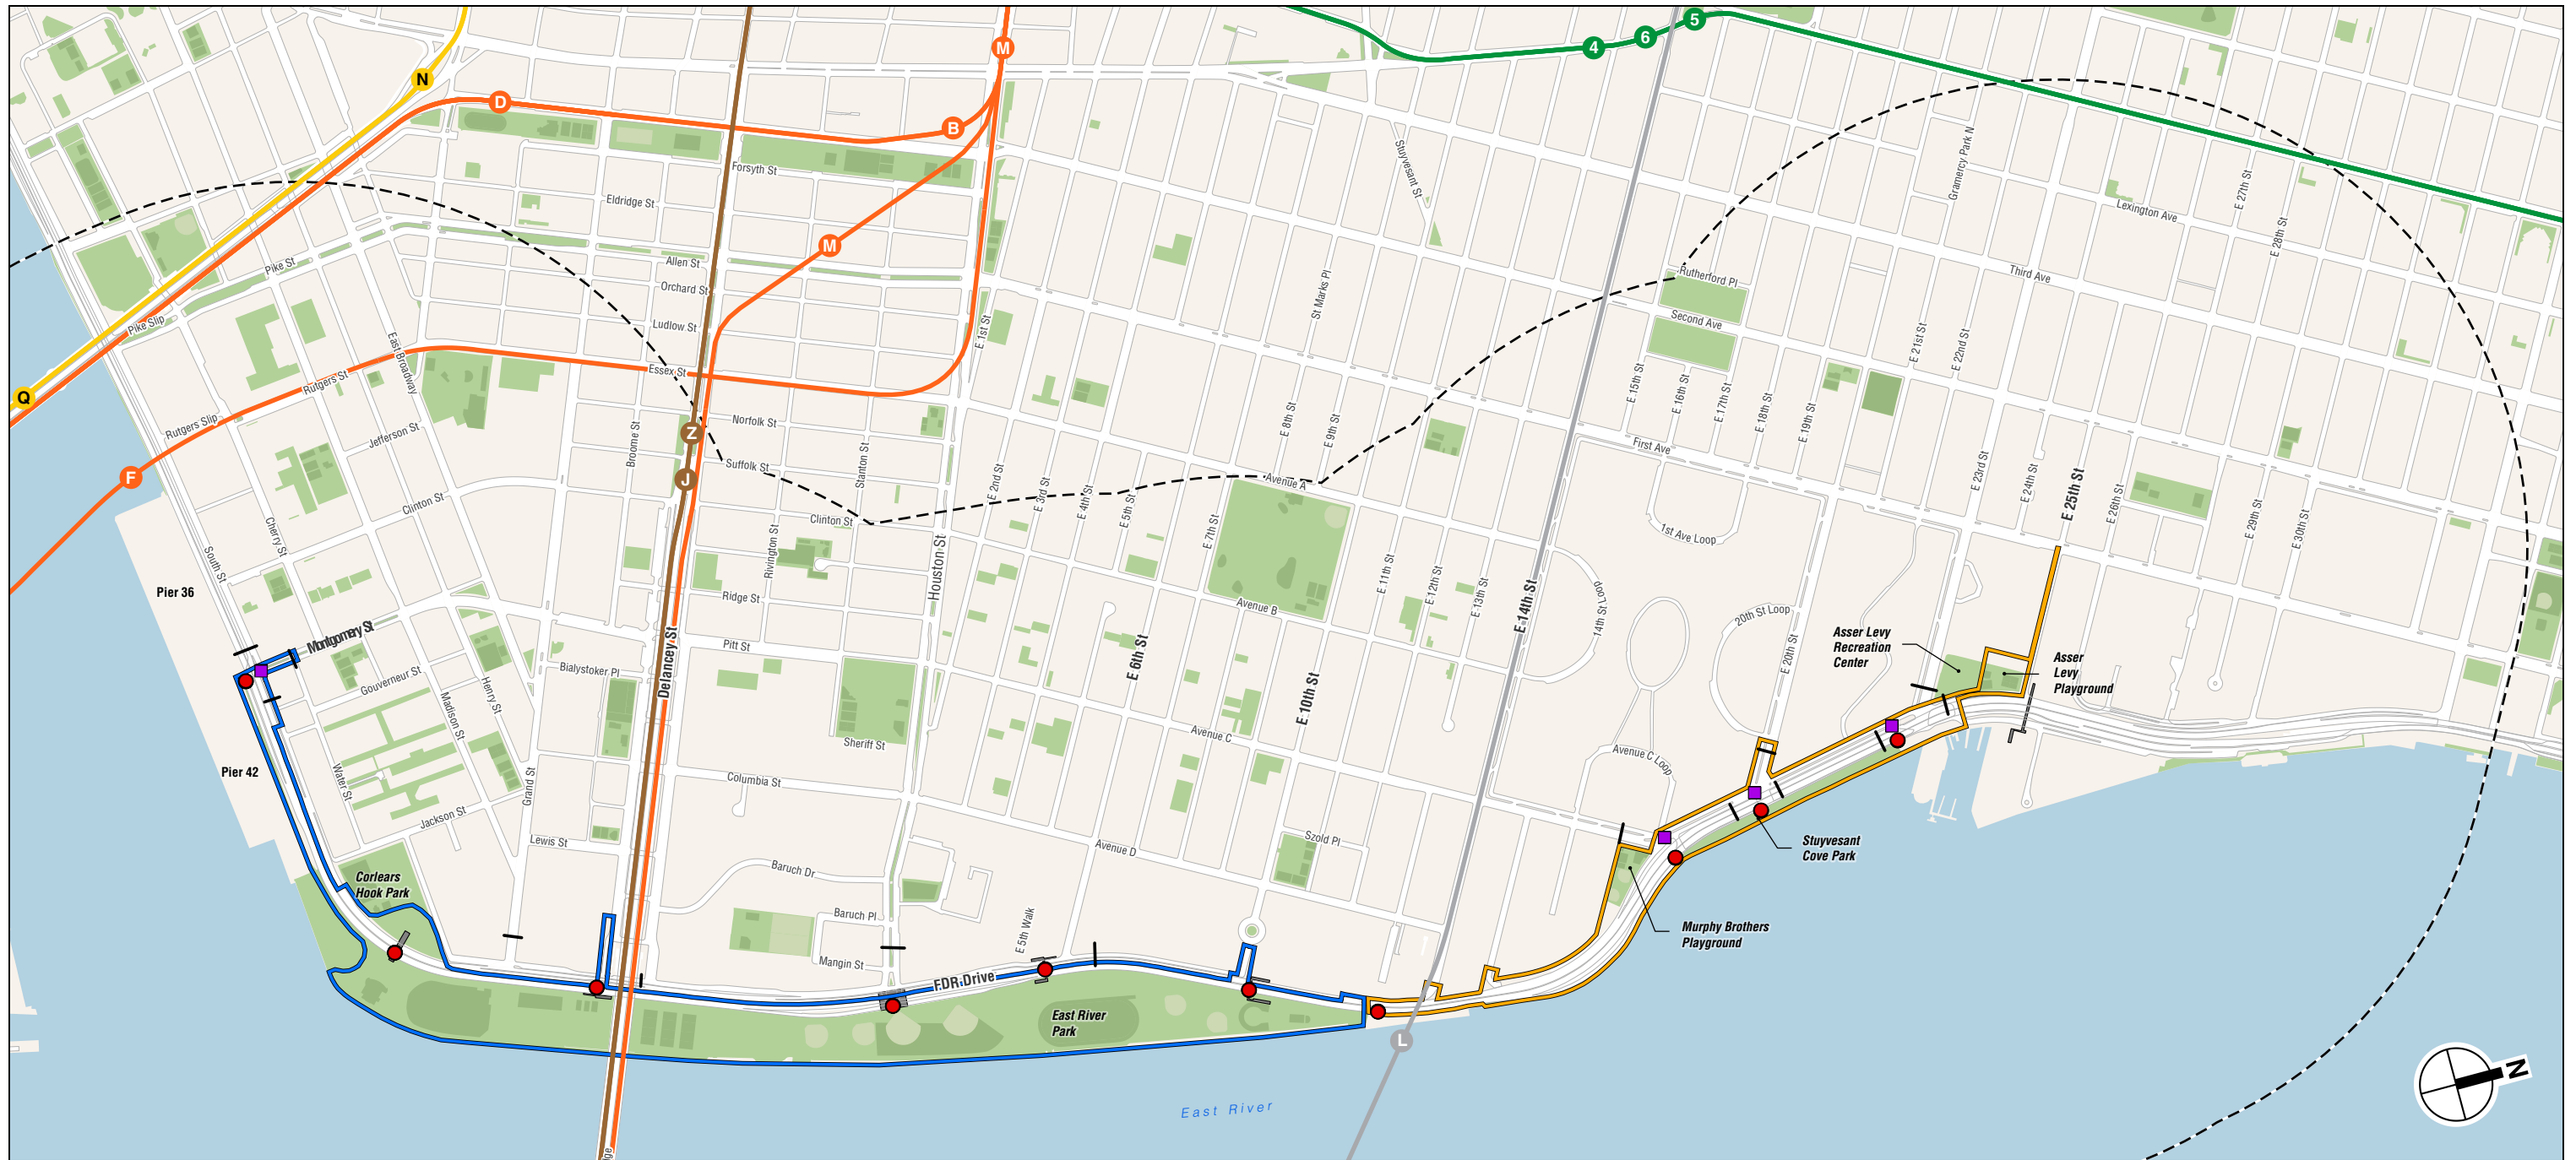 5
6
4
M
N
D
B
Forsyth St
Stuyvesant St
Gramercy Park N
E 27th St
Lexington Ave
E 28th St
Eldridge St
M
Allen St
Pike St
Orchard St
Rutherford Pl
Third Ave
St Marks Pl
Pike Slip
Ludlow St
E 1st St
Second Ave
E 21st St
E 22nd St
East Broadway
Essex St
Rutgers St
Q
E 15th St
E 16th St
E 17th St
E 18th St
E 19th St
Rutgers Slip
Jefferson St
Norfolk St
Z
Broome St
E 8th St
E 9th St
First Ave
F
Suffolk St
J
Stanton St
E 2nd St
E 3rd St
E 4th St
E 5th St
Avenue A
E 23rd St
E 24th St
E 25th St
E 26th St
E 29th St
E 30th St
Clinton St
Clinton St
Cherry St
South St
Rivington St
Houston St
E 7th St
1st Ave Loop
Pier 36
Ridge St
Avenue B
E 11th St
E 12th St
E 13th St
E 14th St
14th St Loop
20th St Loop
E 20th St
Montgomery St
Pitt St
Delancey St
E 6th St
E 10th St
Asser Levy
Recreation
Center
Asser
Levy
Playground
Gouverneur St
Bialystoker Pl
Madison St
Henry St
Sheriff St
Avenue C
Avenue C Loop
Pier 42
Water St
Grand St
Columbia St
Jackson St
Lewis St
Avenue D
Szold Pl
Stuyvesant
Cove Park
Baruch Dr
Corlears
Hook Park
Baruch Pl
E 5th Walk
Murphy Brothers
Playground
Mangin St
FDR Drive
East River
Park
L
East River
N